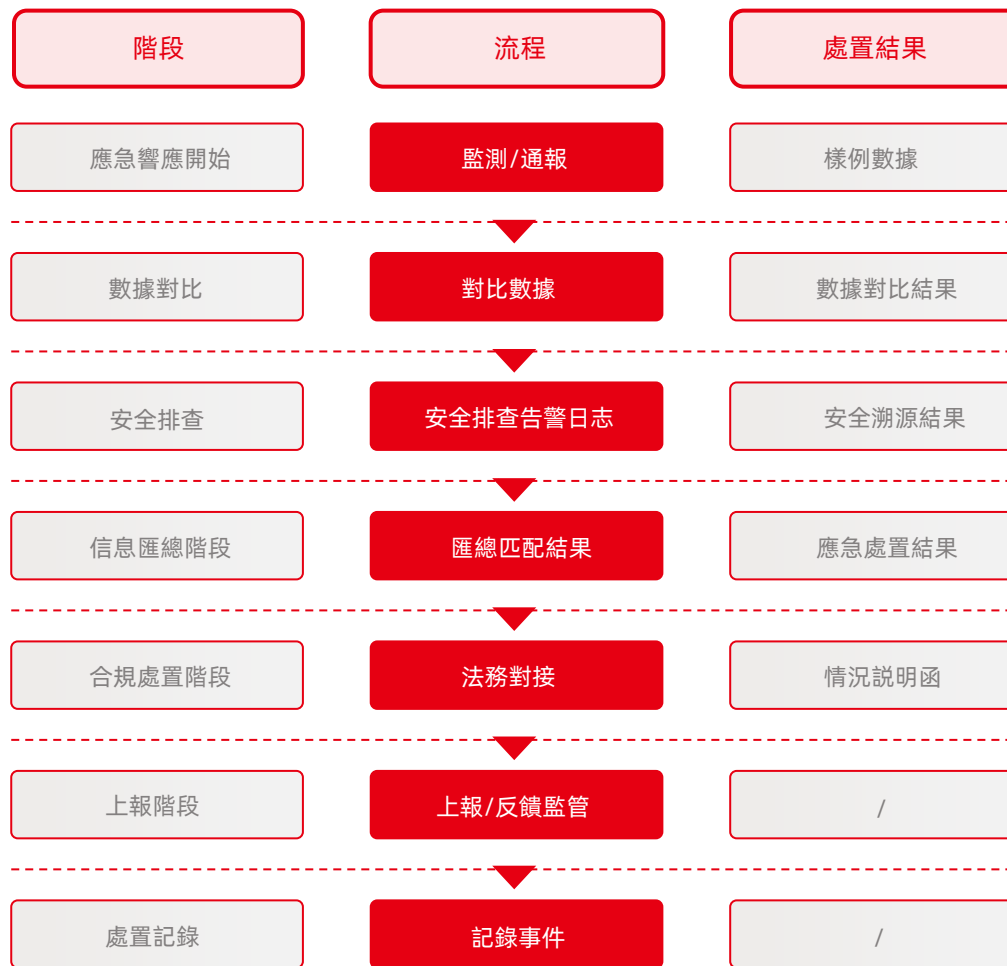 階段
流程
處置結果
應急響應開始
監測/通報
樣例數據
數據對比
對比數據
數據對比結果
安全排查
安全排查告警日志
安全溯源結果
信息匯總階段
匯總匹配結果
應急處置結果
合規處置階段
法務對接
情況説明函
上報階段
上報/反饋監管
/
處置記錄
記錄事件
/